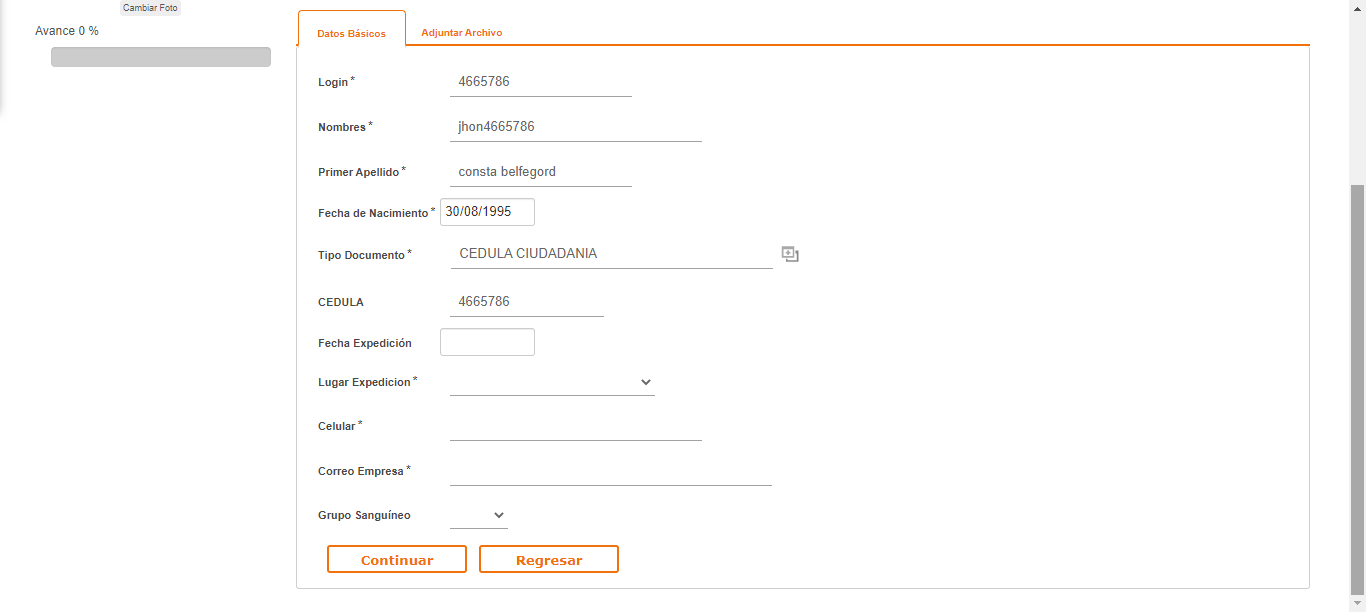 Cambiar Foto
Avance 0 %
Datos Básicos
Adjuntar Archivo
Login *
4665786
Nombres *
jhon4665786
Primer Apellido *
consta belfegord
Fecha de Nacimiento *
30/08/1995
Tipo Documento *
CEDULA CIUDADANIA
CEDULA
4665786
Fecha Expedición
Lugar Expedicion *
Celular *
Correo Empresa *
Grupo Sanguíneo
Continuar
Regresar